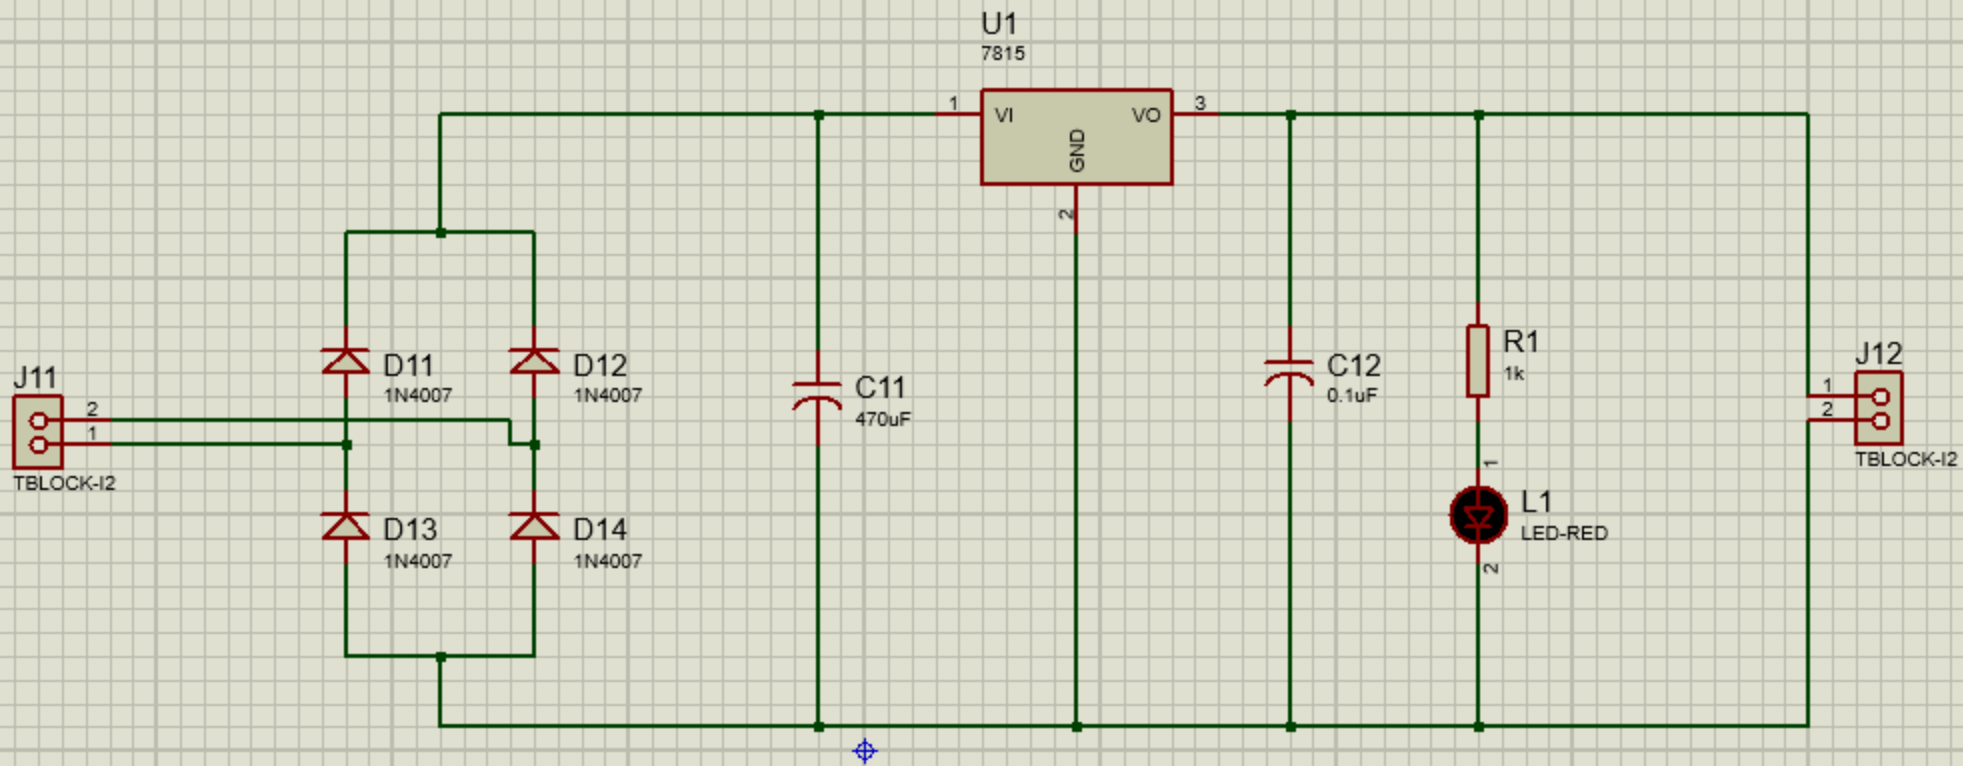 U1
7815
1
VI
VO
3
GND
2
J11
2
1
TBLOCK-I2
D11
1N4007
D12
1N4007
D13
1N4007
D14
1N4007
C11
470uF
C12
0.1uF
R1
1k
1
L1
LED-RED
2
J12
1
2
TBLOCK-I2